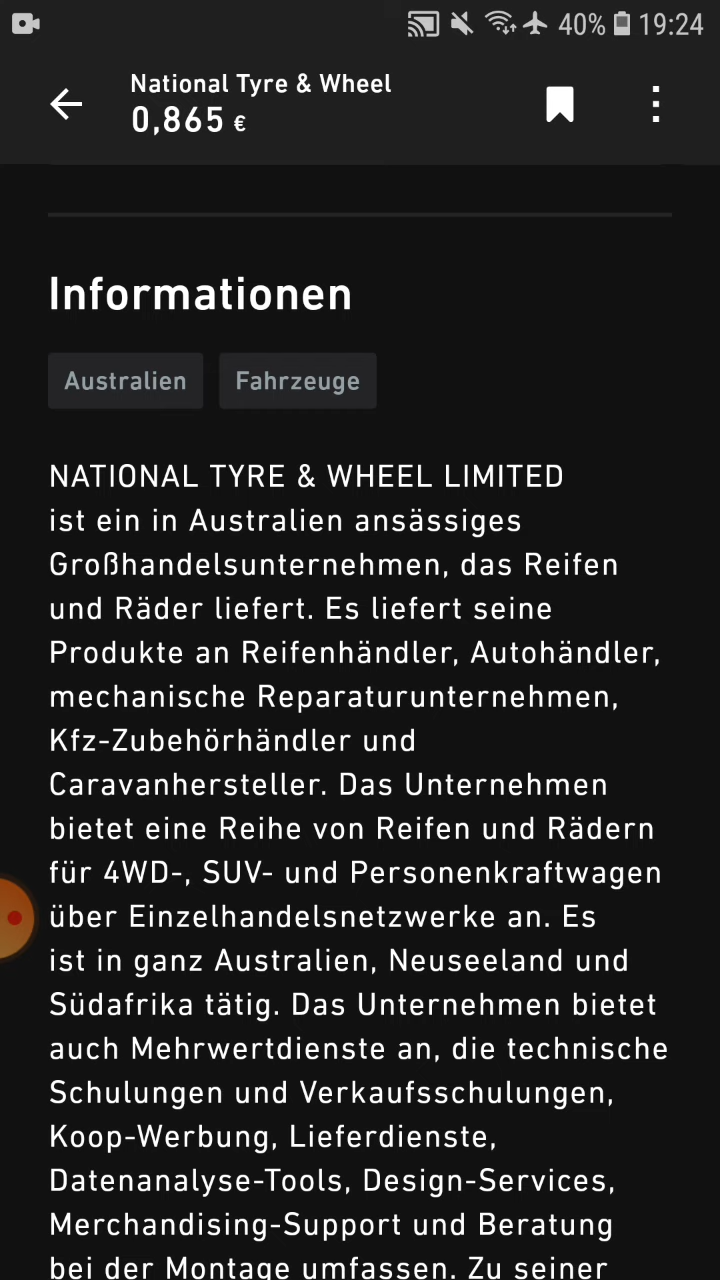 40% 19:24
National Tyre & Wheel
0,865 €
Informationen
Australien Fahrzeuge
NATIONAL TYRE & WHEEL LIMITED
ist ein in Australien ansässiges
Großhandelsunternehmen, das Reifen
und Räder liefert. Es liefert seine
Produkte an Reifenhändler, Autohändler,
mechanische Reparaturunternehmen,
Kfz-Zubehörhändler und
Caravanhersteller. Das Unternehmen
bietet eine Reihe von Reifen und Rädern
für 4WD-, SUV- und Personenkraftwagen
über Einzelhandelsnetzwerke an. Es
ist in ganz Australien, Neuseeland und
Südafrika tätig. Das Unternehmen bietet
auch Mehrwertdienste an, die technische
Schulungen und Verkaufsschulungen,
Koop-Werbung, Lieferdienste,
Datenanalyse-Tools, Design-Services,
Merchandising-Support und Beratung
bei der Montage umfassen. Zu seiner